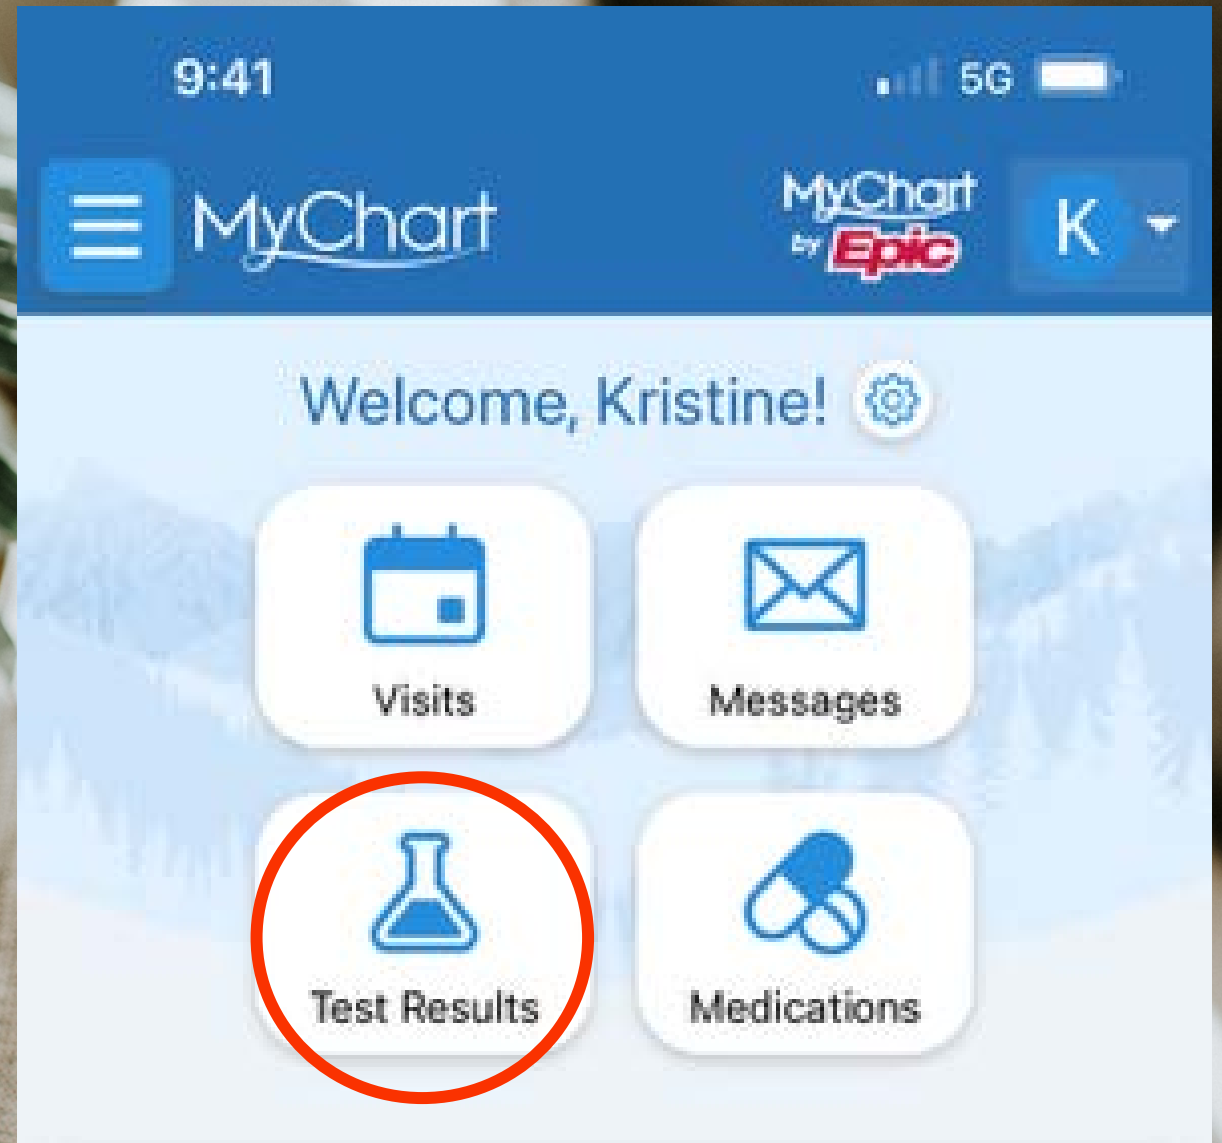 9:41 5G
MyChart MyChart by Epic K
Welcome, Kristine!
Visits Messages
Test Results Medications